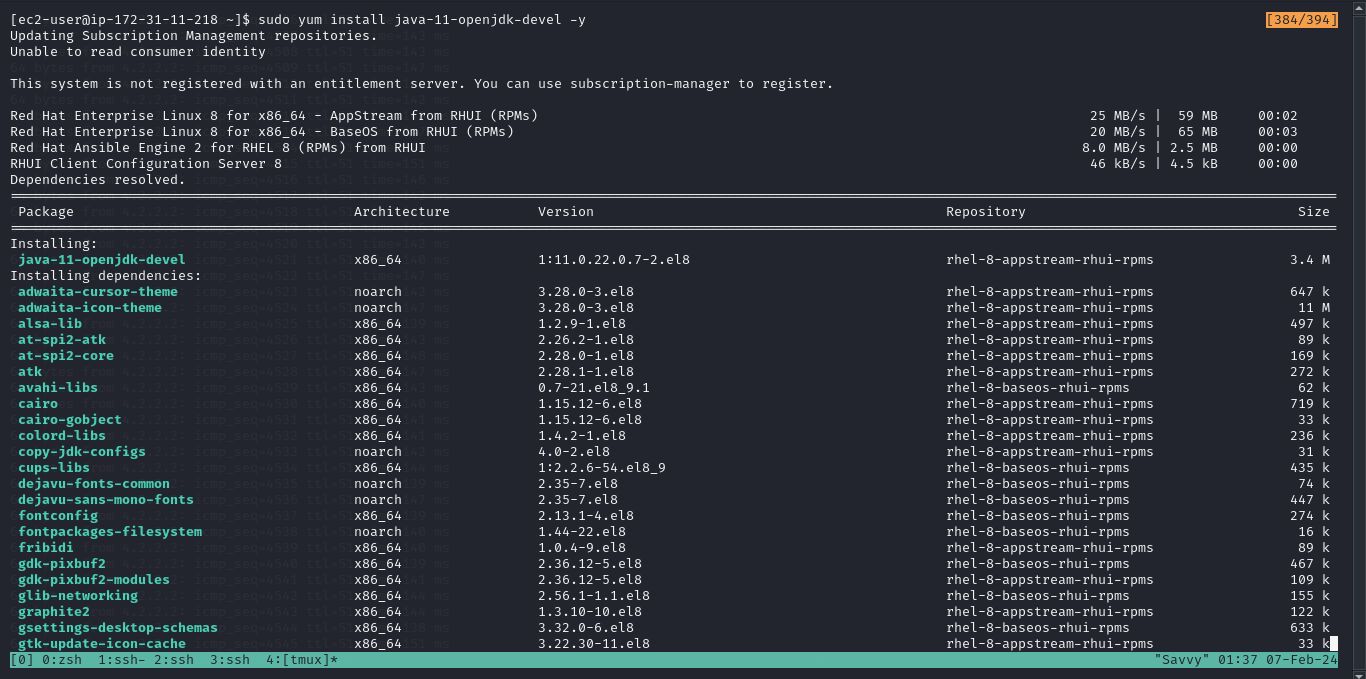 [ec2-user@ip-172-31-11-218 ~]$ sudo yum install java-11-openjdk-devel -y [384/394]
Updating Subscription Management repositories.
Unable to read consumer identity
This system is not registered with an entitlement server. You can use subscription-manager to register.
Red Hat Enterprise Linux 8 for x86_64 - AppStream from RHUI (RPMs) 25 MB/s | 59 MB 00:02
Red Hat Enterprise Linux 8 for x86_64 - BaseOS from RHUI (RPMs) 20 MB/s | 65 MB 00:03
Red Hat Ansible Engine 2 for RHEL 8 (RPMs) from RHUI 8.0 MB/s | 2.5 MB 00:00
RHUI Client Configuration Server 8 46 kB/s | 4.5 kB 00:00
Dependencies resolved.
Package Architecture Version Repository Size
Installing:
java-11-openjdk-devel x86_64 1:11.0.22.0.7-2.el8 rhel-8-appstream-rhui-rpms 3.4 M
Installing dependencies:
adwaita-cursor-theme noarch 3.28.0-3.el8 rhel-8-appstream-rhui-rpms 647 k
adwaita-icon-theme noarch 3.28.0-3.el8 rhel-8-appstream-rhui-rpms 11 M
alsa-lib x86_64 1.2.9-1.el8 rhel-8-appstream-rhui-rpms 497 k
at-spi2-atk x86_64 2.26.2-1.el8 rhel-8-appstream-rhui-rpms 89 k
at-spi2-core x86_64 2.28.0-1.el8 rhel-8-appstream-rhui-rpms 169 k
atk x86_64 2.28.1-1.el8 rhel-8-appstream-rhui-rpms 272 k
avahi-libs x86_64 0.7-21.el8_9.1 rhel-8-baseos-rhui-rpms 62 k
cairo x86_64 1.15.12-6.el8 rhel-8-appstream-rhui-rpms 719 k
cairo-gobject x86_64 1.15.12-6.el8 rhel-8-appstream-rhui-rpms 33 k
colord-libs x86_64 1.4.2-1.el8 rhel-8-appstream-rhui-rpms 236 k
copy-jdk-configs noarch 4.0-2.el8 rhel-8-appstream-rhui-rpms 31 k
cups-libs x86_64 1:2.2.6-54.el8_9 rhel-8-baseos-rhui-rpms 435 k
dejavu-fonts-common noarch 2.35-7.el8 rhel-8-baseos-rhui-rpms 74 k
dejavu-sans-mono-fonts noarch 2.35-7.el8 rhel-8-baseos-rhui-rpms 447 k
fontconfig x86_64 2.13.1-4.el8 rhel-8-baseos-rhui-rpms 274 k
fontpackages-filesystem noarch 1.44-22.el8 rhel-8-baseos-rhui-rpms 16 k
fribidi x86_64 1.0.4-9.el8 rhel-8-appstream-rhui-rpms 89 k
gdk-pixbuf2 x86_64 2.36.12-5.el8 rhel-8-baseos-rhui-rpms 467 k
gdk-pixbuf2-modules x86_64 2.36.12-5.el8 rhel-8-appstream-rhui-rpms 109 k
glib-networking x86_64 2.56.1-1.1.el8 rhel-8-baseos-rhui-rpms 155 k
graphite2 x86_64 1.3.10-10.el8 rhel-8-appstream-rhui-rpms 122 k
gsettings-desktop-schemas x86_64 3.32.0-6.el8 rhel-8-baseos-rhui-rpms 633 k
gtk-update-icon-cache x86_64 3.22.30-11.el8 rhel-8-appstream-rhui-rpms 33 k
[0] 0:zsh 1:ssh- 2:ssh 3:ssh 4:[tmux]* "Savvy" 01:37 07-Feb-24